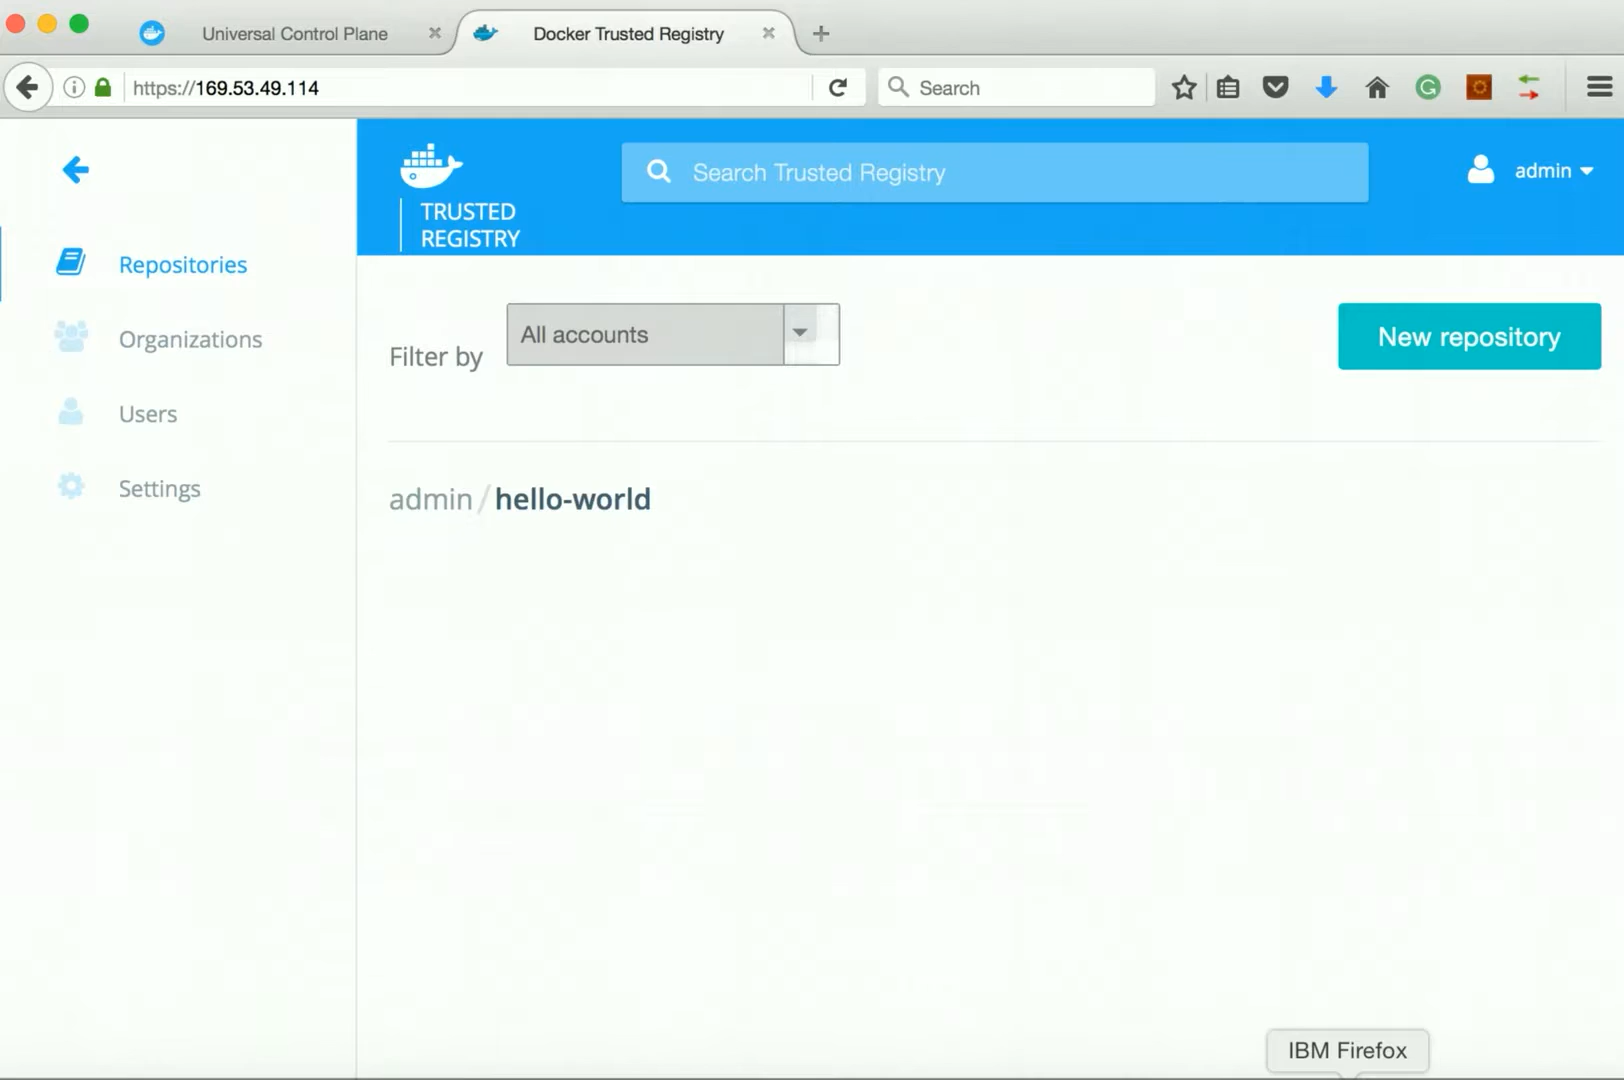 Universal Control Plane
Docker Trusted Registry
https://169.53.49.114
Search
TRUSTED
REGISTRY
Search Trusted Registry
admin
Repositories
Organizations
Users
Settings
Filter by
All accounts
New repository
admin/hello-world
IBM Firefox